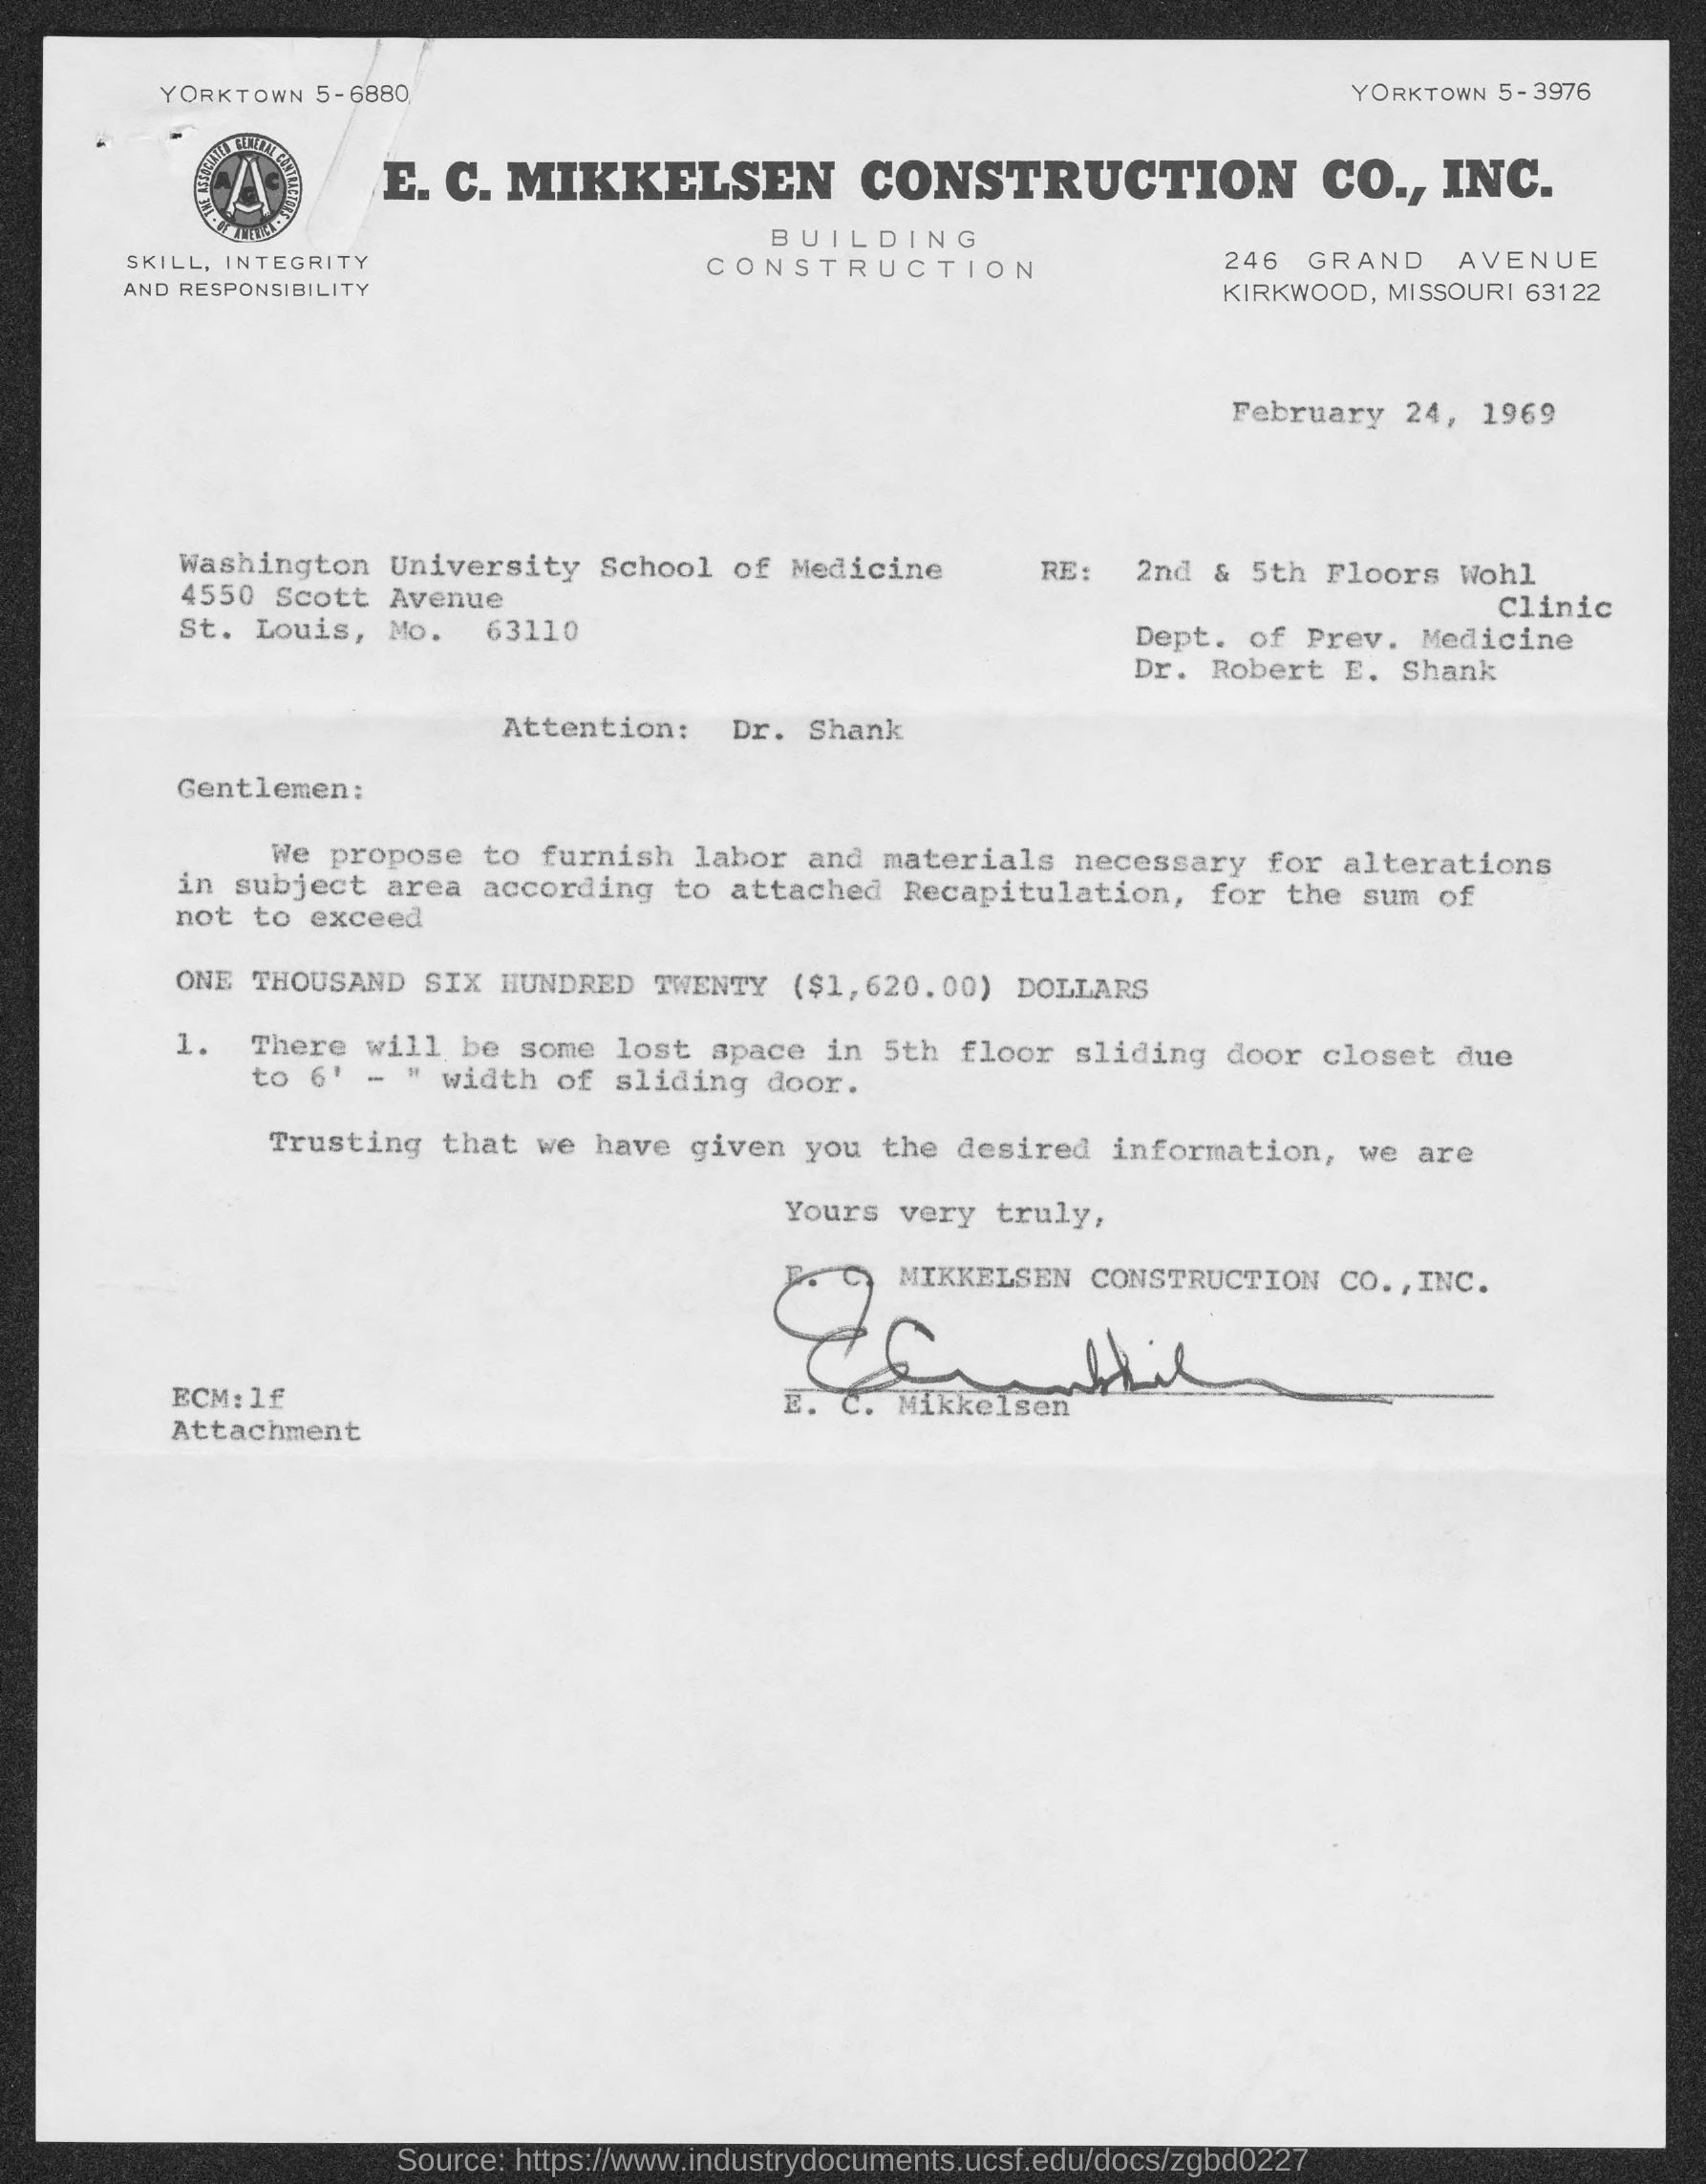 YORKTOWN 5-6880
YORKTOWN 5-3976
THE ASSOCIATED GENERAL CONTRACTORS OF AMERICA
A G C
E. C. MIKKELSEN CONSTRUCTION CO., INC.
SKILL, INTEGRITY
AND RESPONSIBILITY
BUILDING
CONSTRUCTION
246 GRAND AVENUE
KIRKWOOD, MISSOURI 63122
February 24, 1969
Washington University School of Medicine
4550 Scott Avenue
St. Louis, Mo. 63110
RE: 2nd & 5th Floors Wohl
Clinic
Dept. of Prev. Medicine
Dr. Robert E. Shank
Attention: Dr. Shank
Gentlemen:
We propose to furnish labor and materials necessary for alterations
in subject area according to attached Recapitulation, for the sum of
not to exceed
ONE THOUSAND SIX HUNDRED TWENTY ($1,620.00) DOLLARS
1. There will be some lost space in 5th floor sliding door closet due
to 6' - " width of sliding door.
Trusting that we have given you the desired information, we are
Yours very truly,
E. C. MIKKELSEN CONSTRUCTION CO.,INC.
E. C. Mikkelsen
ECM:lf
Attachment
Source: https://www.industrydocuments.ucsf.edu/docs/zgbd0227